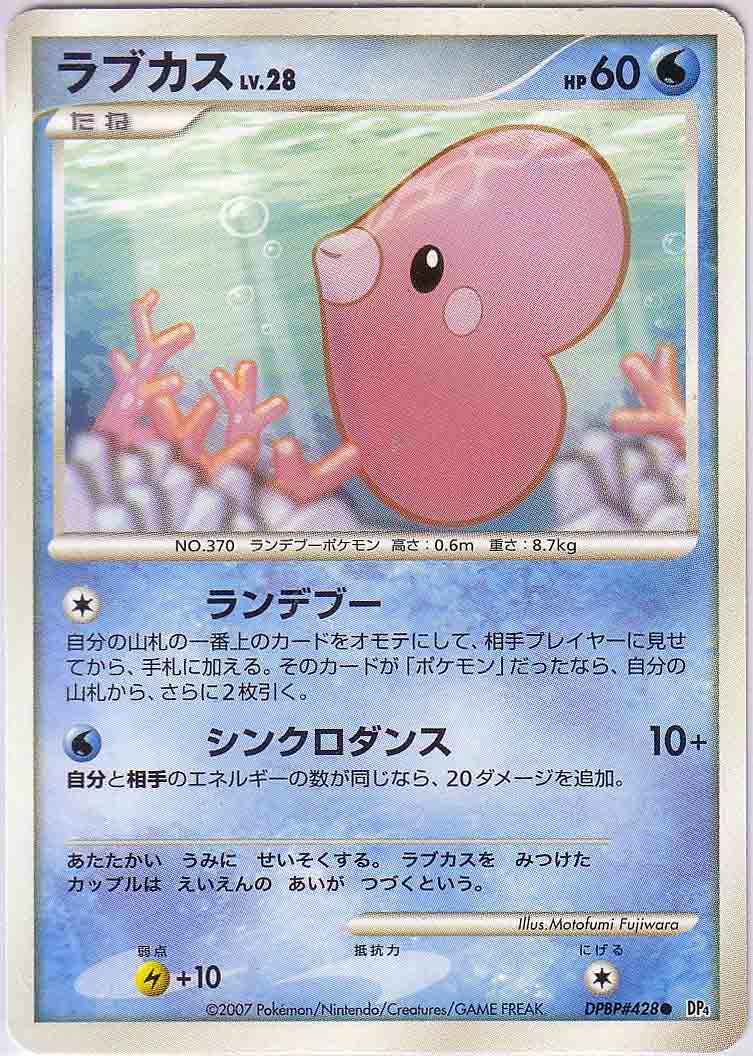 ラブカス LV.28 HP60
たね
NO.370 ランデブーポケモン 高さ：0.6m 重さ：8.7kg
ランデブー
自分の山札の一番上のカードをオモテにして、相手プレイヤーに見せ
てから、手札に加える。そのカードが「ポケモン」だったなら、自分の
山札から、さらに２枚引く。
シンクロダンス 10+
自分と相手のエネルギーの数が同じなら、20ダメージを追加。
あたたかい うみに せいそくする。 ラブカスを みつけた
カップルは えいえんの あいが つづくという。
Illus.Motofumi Fujiwara
弱点 抵抗力 にげる
+10
©2007 Pokémon/Nintendo/Creatures/GAME FREAK. DPBP#428 DP4